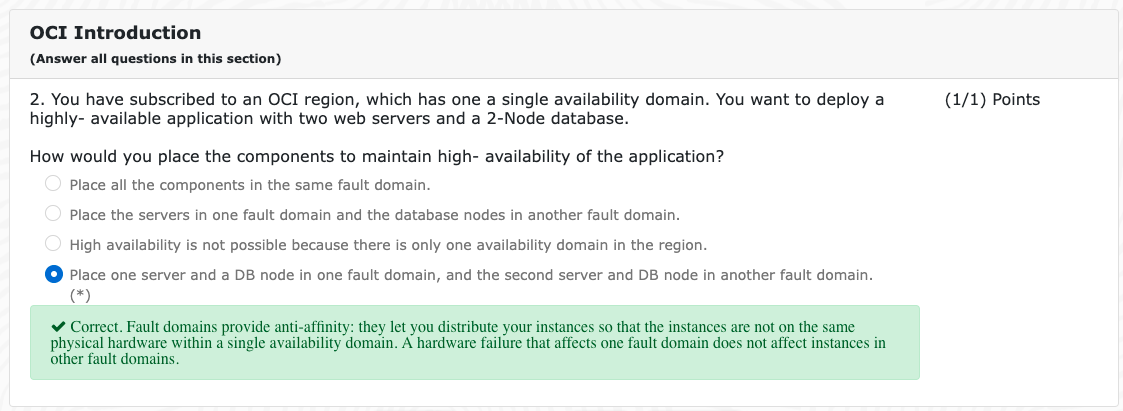 OCI Introduction
(Answer all questions in this section)
2. You have subscribed to an OCI region, which has one a single availability domain. You want to deploy a
(1/1) Points
highly- available application with two web servers and a 2-Node database.
How would you place the components to maintain high- availability of the application?
Place all the components in the same fault domain.
Place the servers in one fault domain and the database nodes in another fault domain.
High availability is not possible because there is only one availability domain in the region.
Place one server and a DB node in one fault domain, and the second server and DB node in another fault domain.
(*)
Correct. Fault domains provide anti-affinity: they let you distribute your instances so that the instances are not on the same
physical hardware within a single availability domain. A hardware failure that affects one fault domain does not affect instances in
other fault domains.